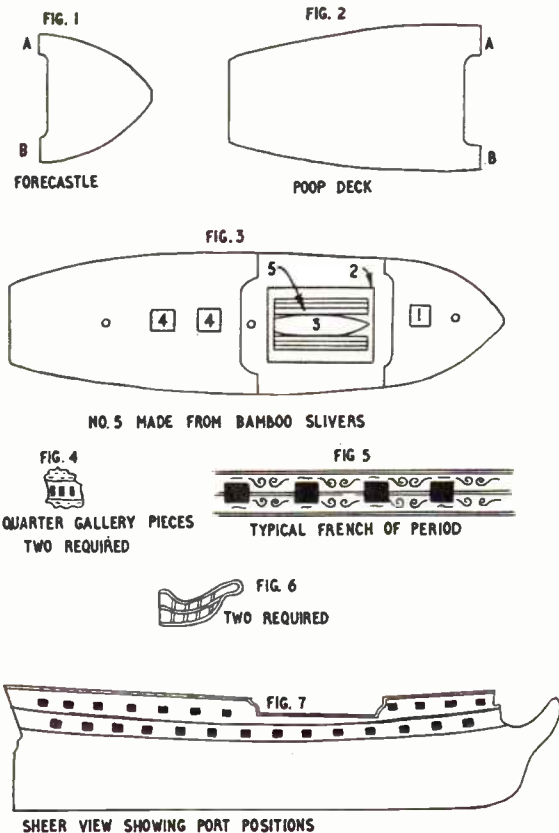 FIG. 1
FIG. 2
A
B
FORECASTLE
A
B
POOP DECK
FIG.3
5
2
4
4
3
1
NO. 5 MADE FROM BAMBOO SLIVERS
FIG. 4
QUARTER GALLERY PIECES
TWO REQUIRED
FIG 5
TYPICAL FRENCH OF PERIOD
FIG. 6
TWO REQUIRED
FIG. 7
SHEER VIEW SHOWING PORT POSITIONS